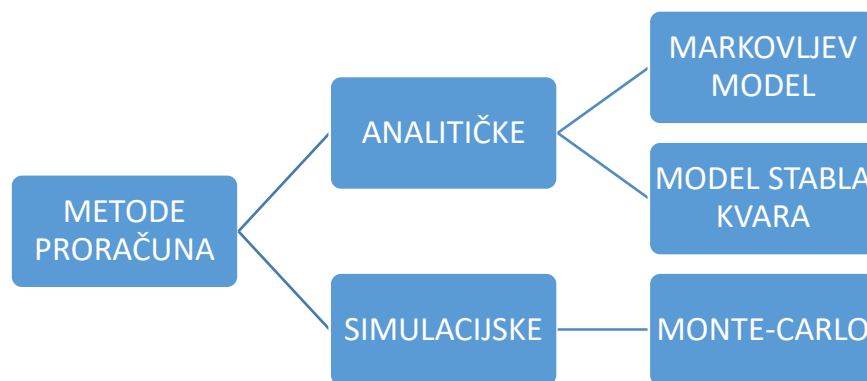 METODE
PRORAČUNA
ANALITIČKE
MARKOVLJEV
MODEL
MODEL STABLA
KVARA
SIMULACIJSKE
MONTE-CARLO